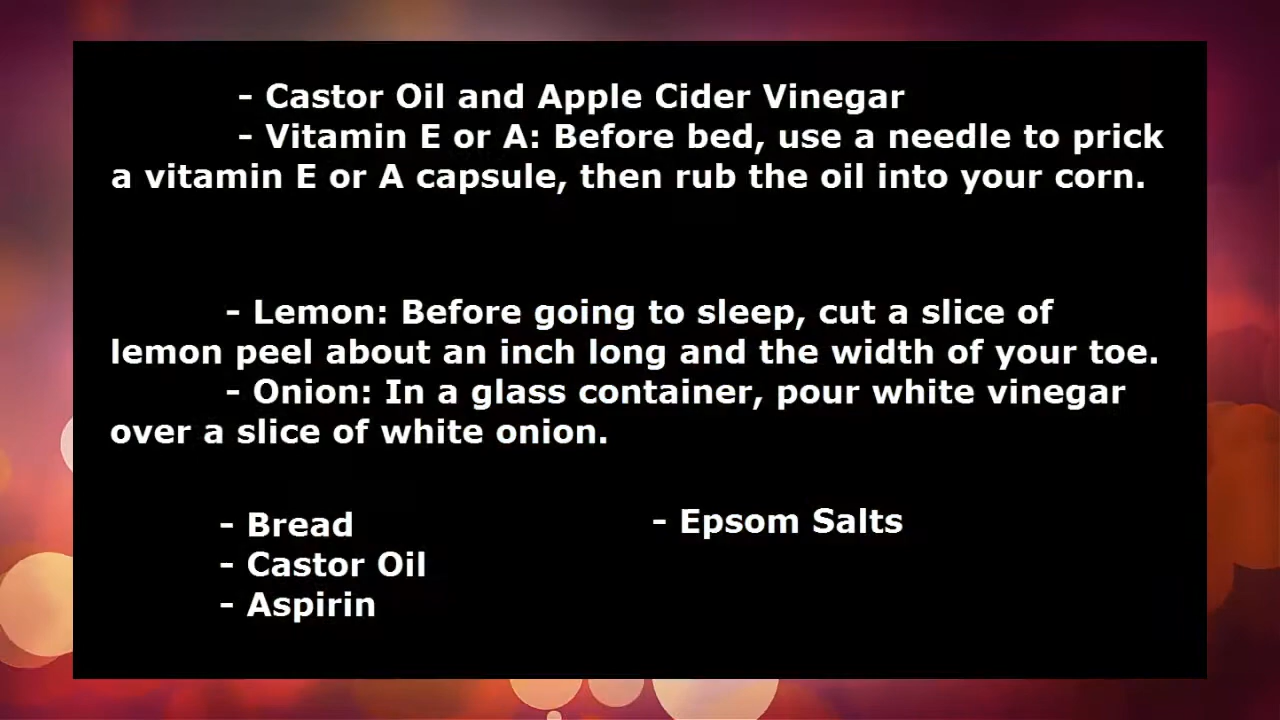 - Castor Oil and Apple Cider Vinegar
- Vitamin E or A: Before bed, use a needle to prick
a vitamin E or A capsule, then rub the oil into your corn.
- Lemon: Before going to sleep, cut a slice of
lemon peel about an inch long and the width of your toe.
- Onion: In a glass container, pour white vinegar
over a slice of white onion.
- Bread
- Castor Oil
- Aspirin
- Epsom Salts